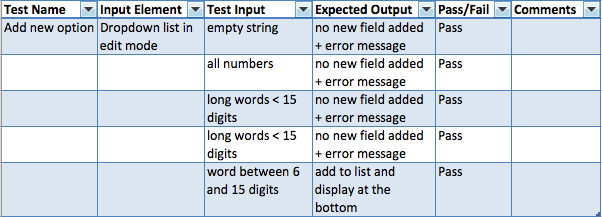 Test Name Input Element Test Input Expected Output Pass/Fail Comments
Add new option Dropdown list in empty string no new field added Pass
edit mode + error message
all numbers no new field added Pass
+ error message
long words < 15 no new field added Pass
digits + error message
long words < 15 no new field added Pass
digits + error message
word between 6 add to list and Pass
and 15 digits display at the
bottom